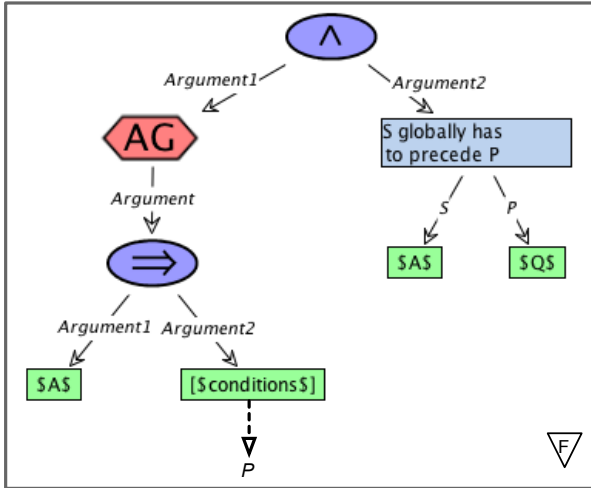 ∧
Argument1
Argument2
AG
S globally has
to precede P
Argument
S
P
⇒
$A$
$Q$
Argument1
Argument2
$A$
[$conditions$]
P
F